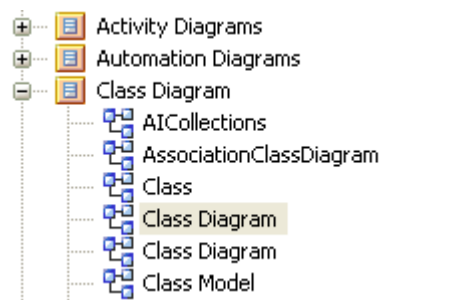 Activity Diagrams
Automation Diagrams
Class Diagram
AICollections
AssociationClassDiagram
Class
Class Diagram
Class Diagram
Class Model